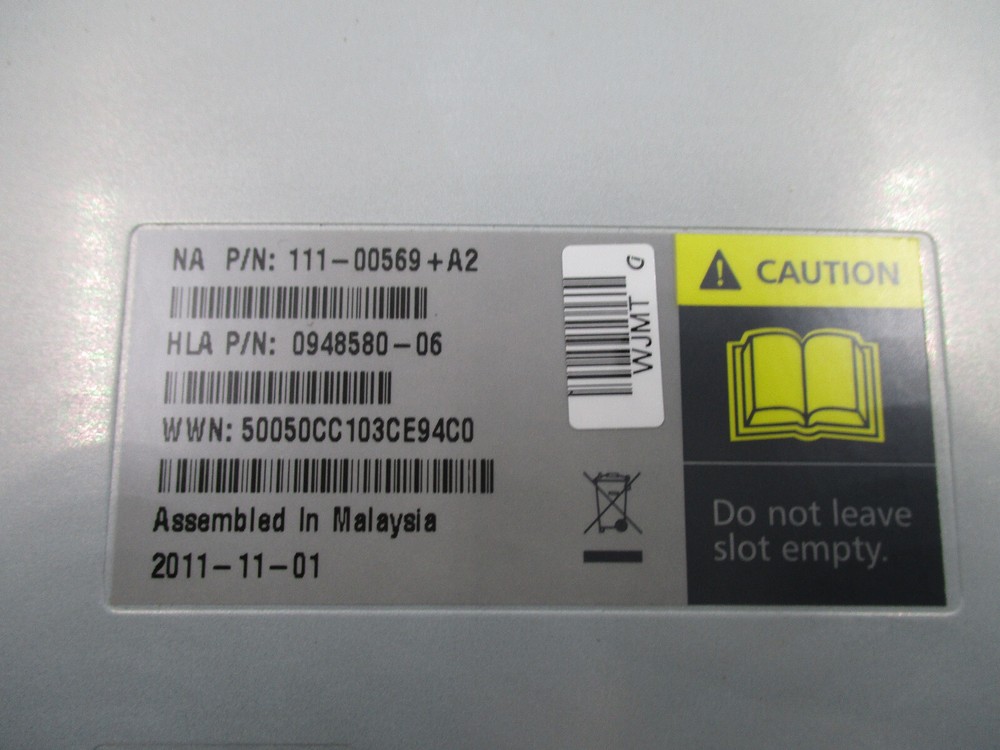 NA P/N: 111-00569+A2
HLA P/N: 0948580-06
WWN: 50050CC103CE94C0
Assembled In Malaysia
2011-11-01
WJMT
CAUTION
Do not leave
slot empty.